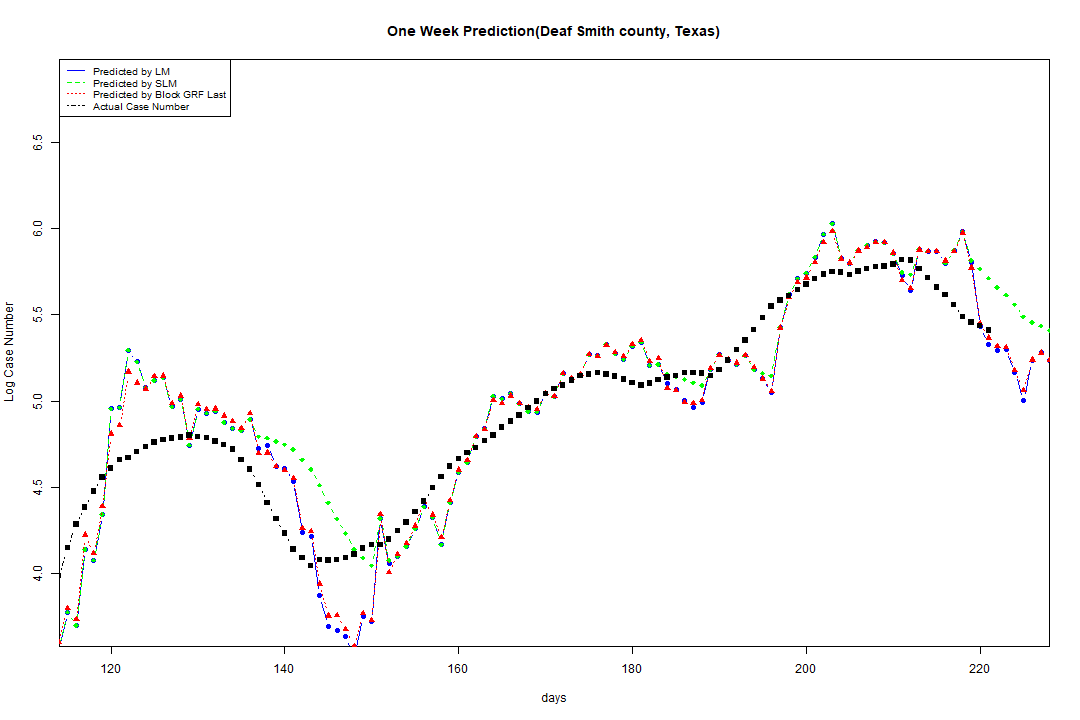 One Week Prediction(Deaf Smith county, Texas)
Predicted by LM
Predicted by SLM
Predicted by Block GRF Last
Actual Case Number
6.5
6.0
5.5
5.0
4.5
4.0
Log Case Number
120 140 160 180 200 220
days